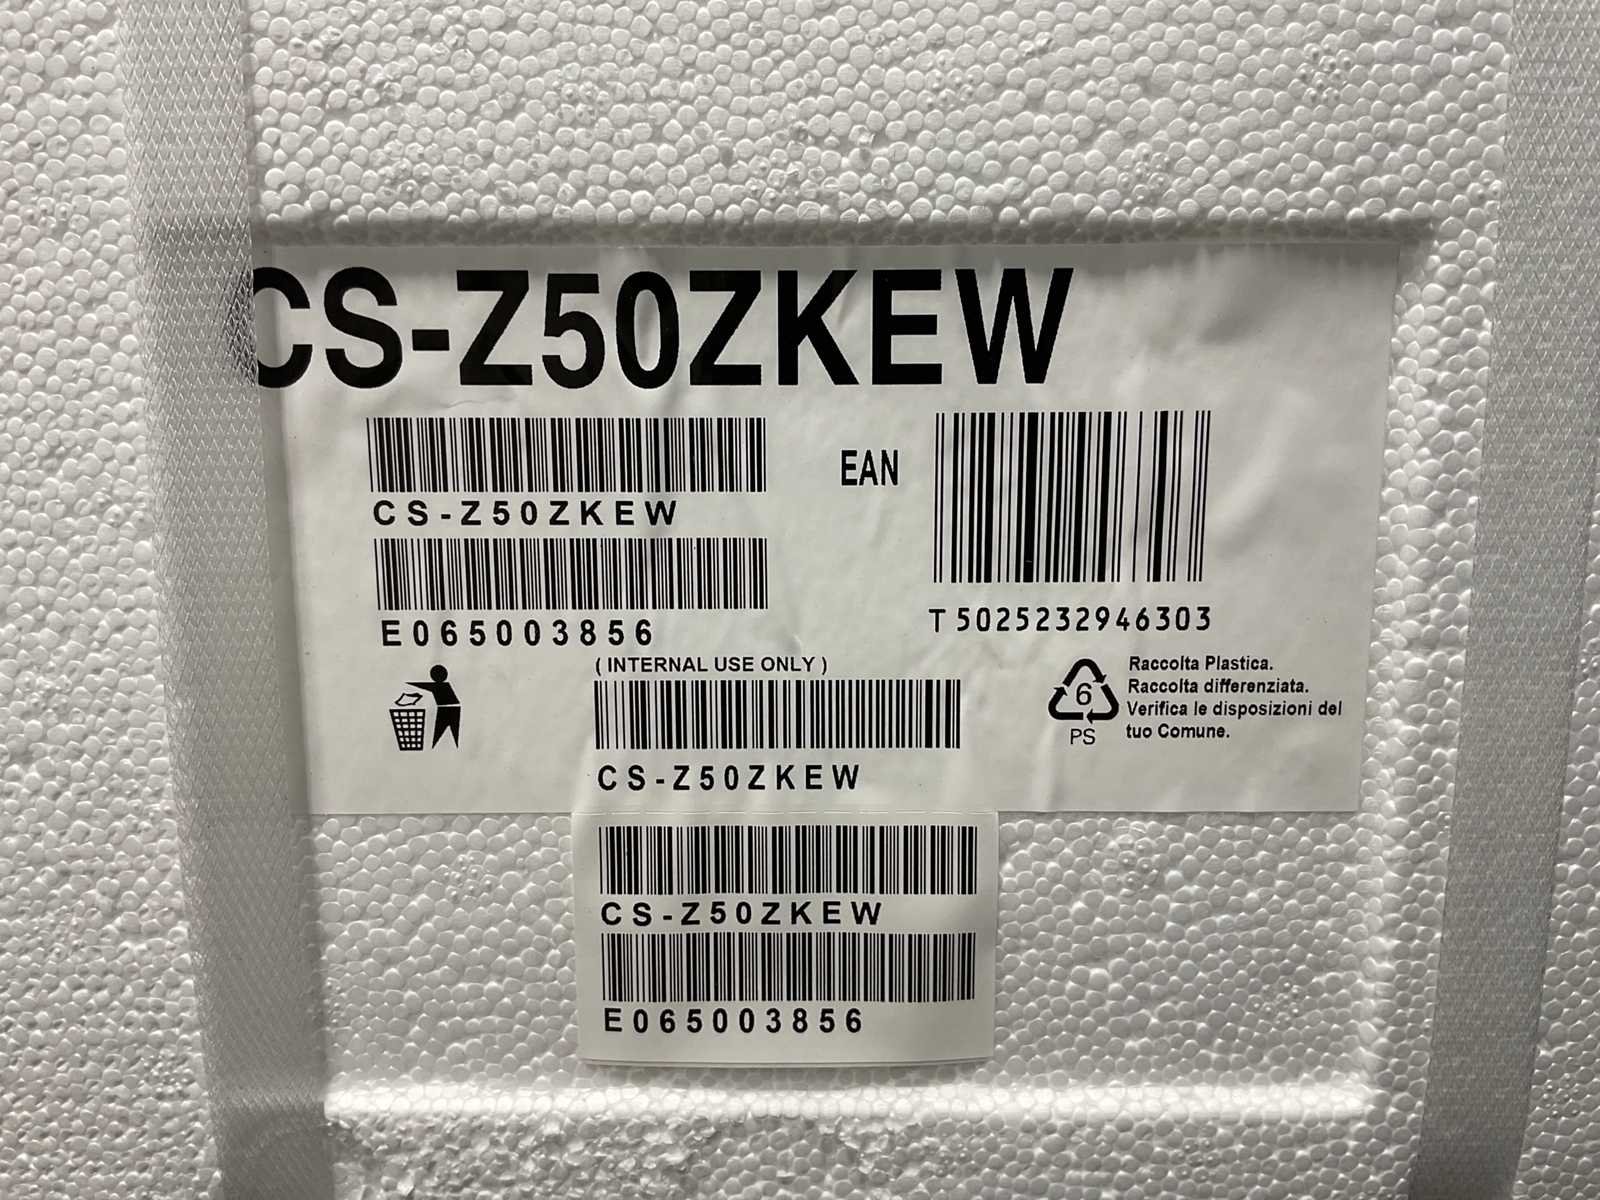 CS-Z50ZKEW
CS-Z50ZKEW
EAN
E065003856
T5025232946303
(INTERNAL USE ONLY)
CS-Z50ZKEW
6
PS
Raccolta Plastica.
Raccolta differenziata.
Verifica le disposizioni del
tuo Comune.
CS-Z50ZKEW
E065003856